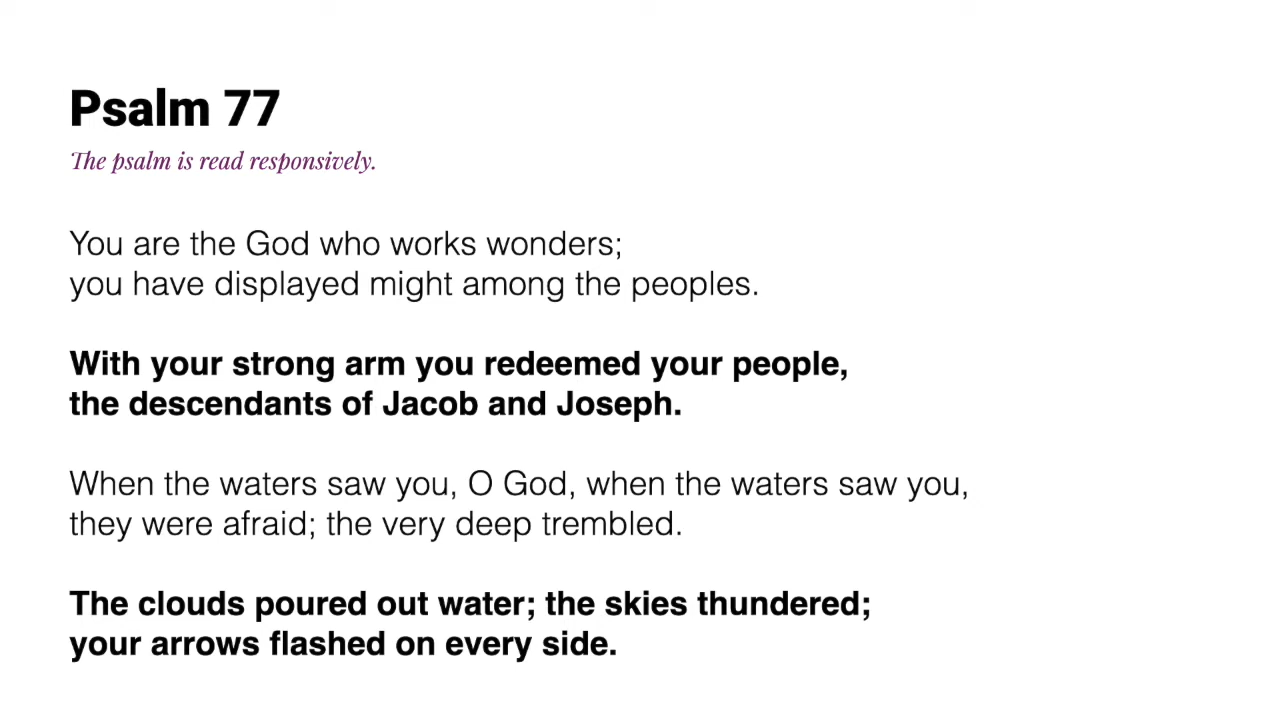 Psalm 77
The psalm is read responsively.
You are the God who works wonders;
you have displayed might among the peoples.
With your strong arm you redeemed your people,
the descendants of Jacob and Joseph.
When the waters saw you, O God, when the waters saw you,
they were afraid; the very deep trembled.
The clouds poured out water; the skies thundered;
your arrows flashed on every side.